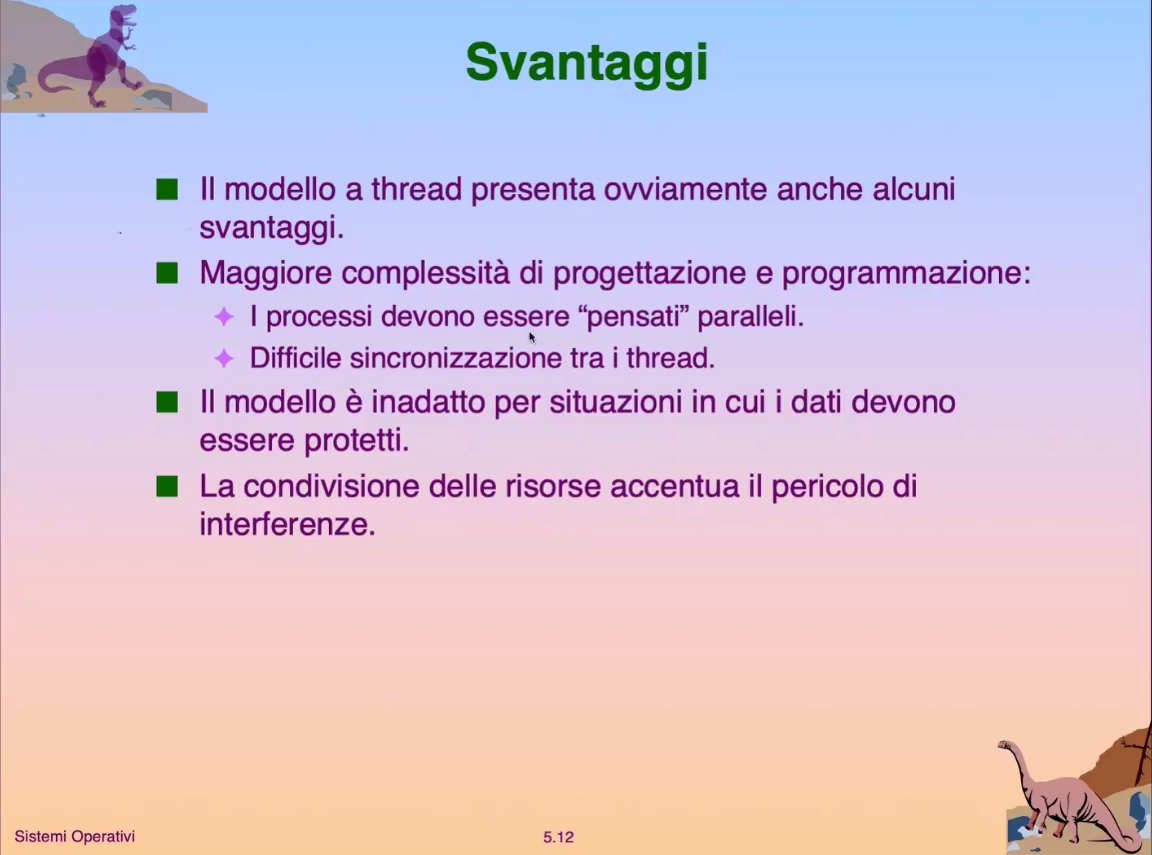 Svantaggi
Il modello a thread presenta ovviamente anche alcuni
svantaggi.
Maggiore complessità di progettazione e programmazione:
I processi devono essere “pensati” paralleli.
Difficile sincronizzazione tra i thread.
Il modello è inadatto per situazioni in cui i dati devono
essere protetti.
La condivisione delle risorse accentua il pericolo di
interferenze.
Sistemi Operativi
5.12